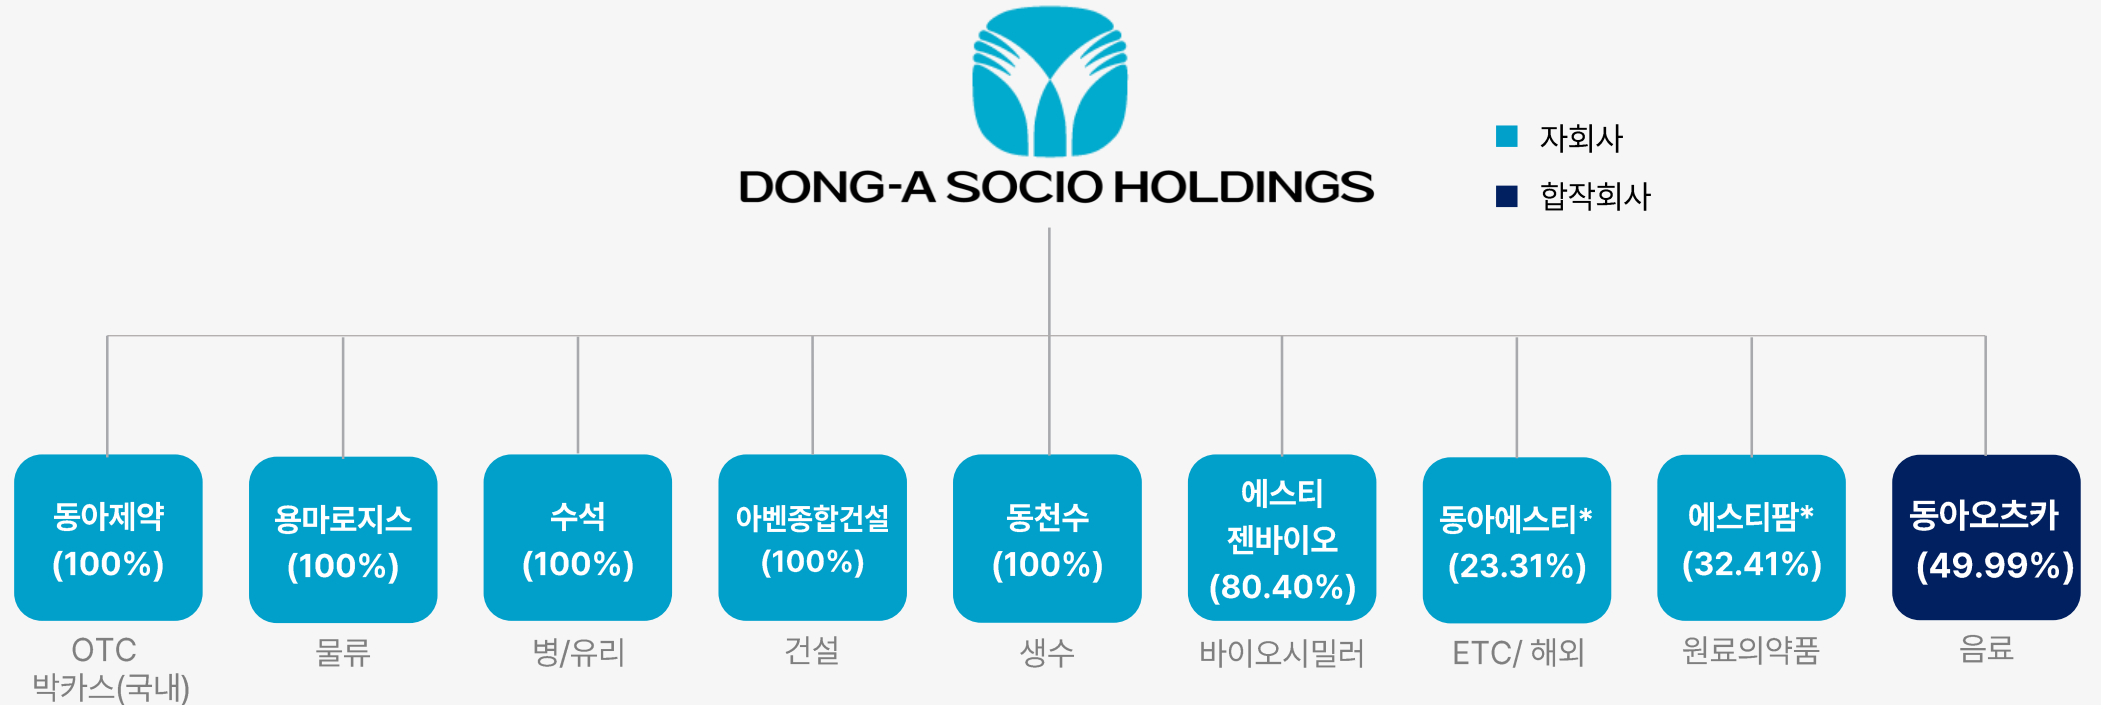 DONG-A SOCIO HOLDINGS
자회사
합작회사
동아제약
(100%)
OTC
박카스(국내)
용마로지스
(100%)
물류
수석
(100%)
병/유리
아벤종합건설
(100%)
건설
동천수
(100%)
생수
에스티
젠바이오
(80.40%)
바이오시밀러
동아에스티*
(23.31%)
ETC/ 해외
에스티팜*
(32.41%)
원료의약품
동아오츠카
(49.99%)
음료